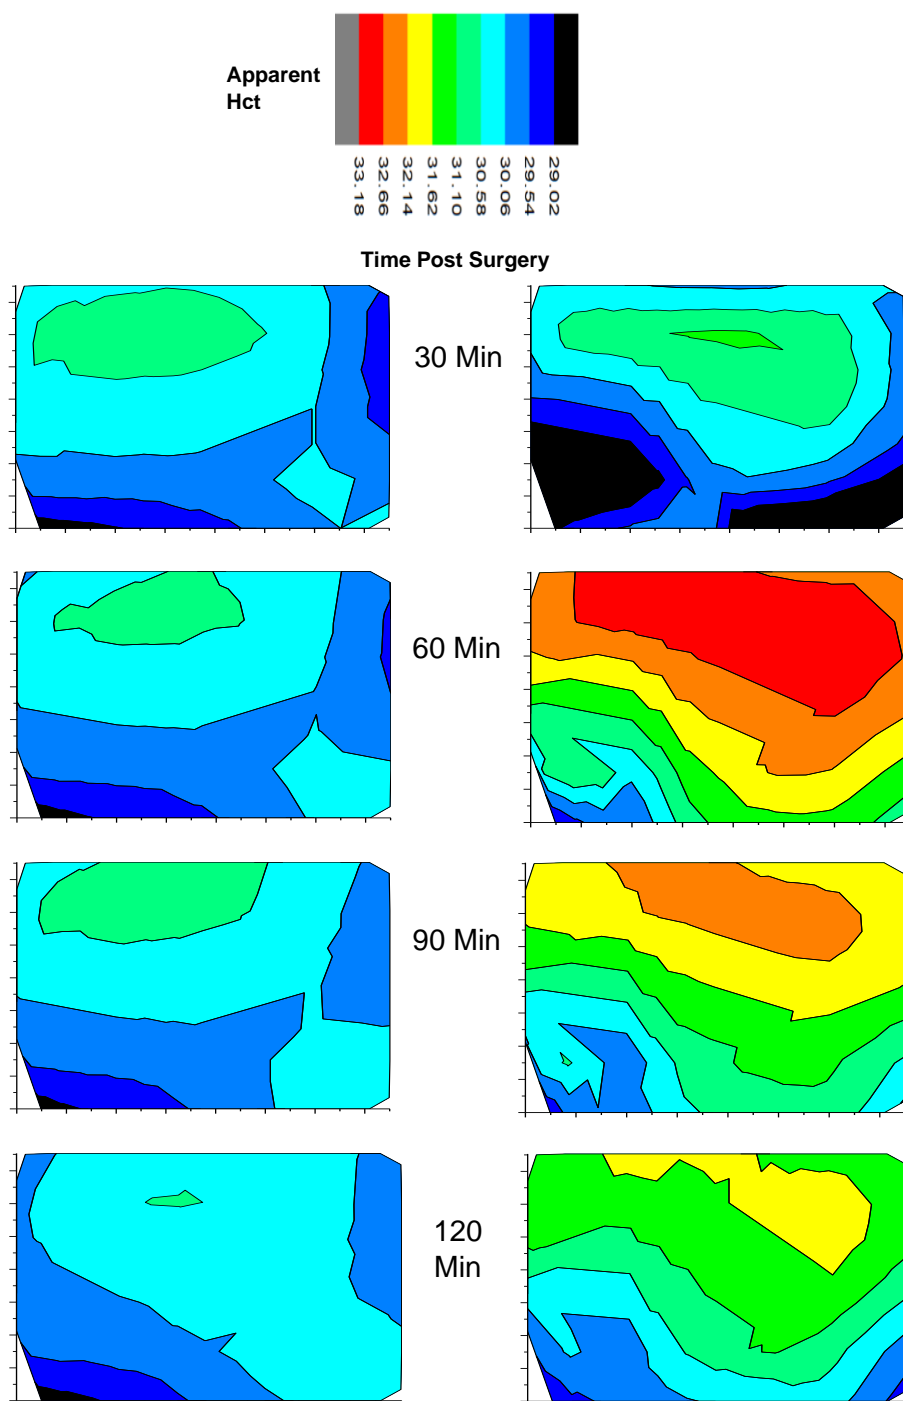 Apparent
Hct
33.18
32.66
32.14
31.62
31.10
30.58
30.06
29.54
29.02
Time Post Surgery
30 Min
60 Min
90 Min
120
Min